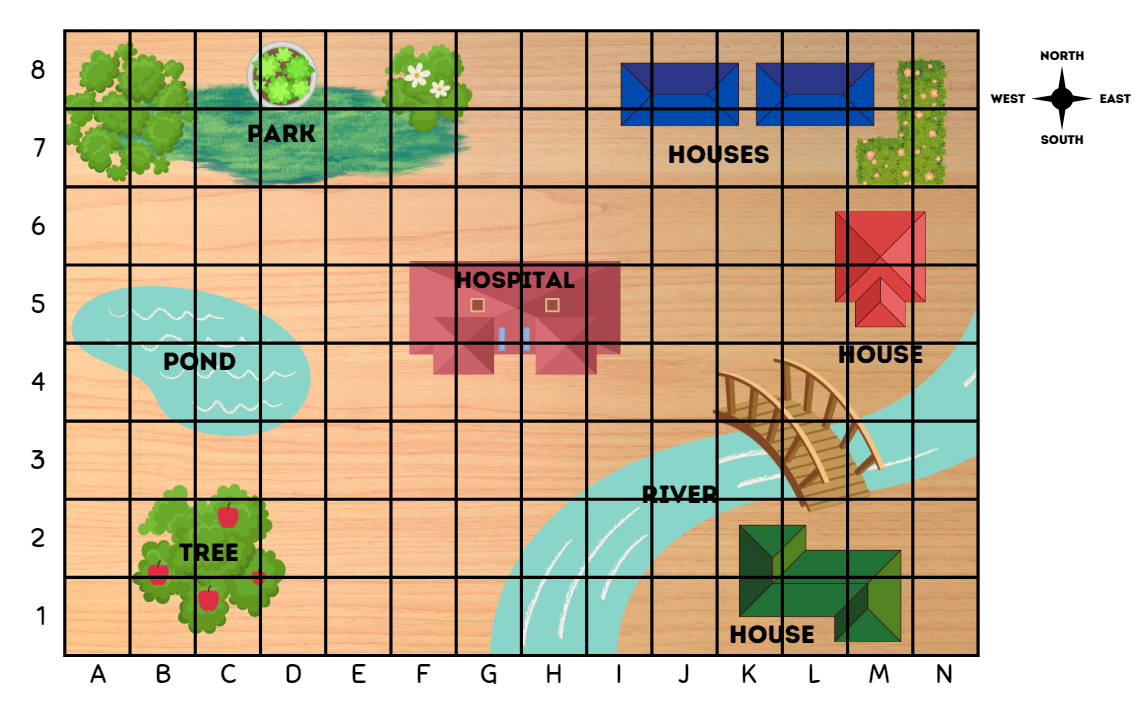 NORTH
WEST EAST
SOUTH
8
PARK
7
HOUSES
6
HOSPITAL
5
HOUSE
POND
4
3
RIVER
TREE
2
1
HOUSE
A B C D E F G H I J K L M N